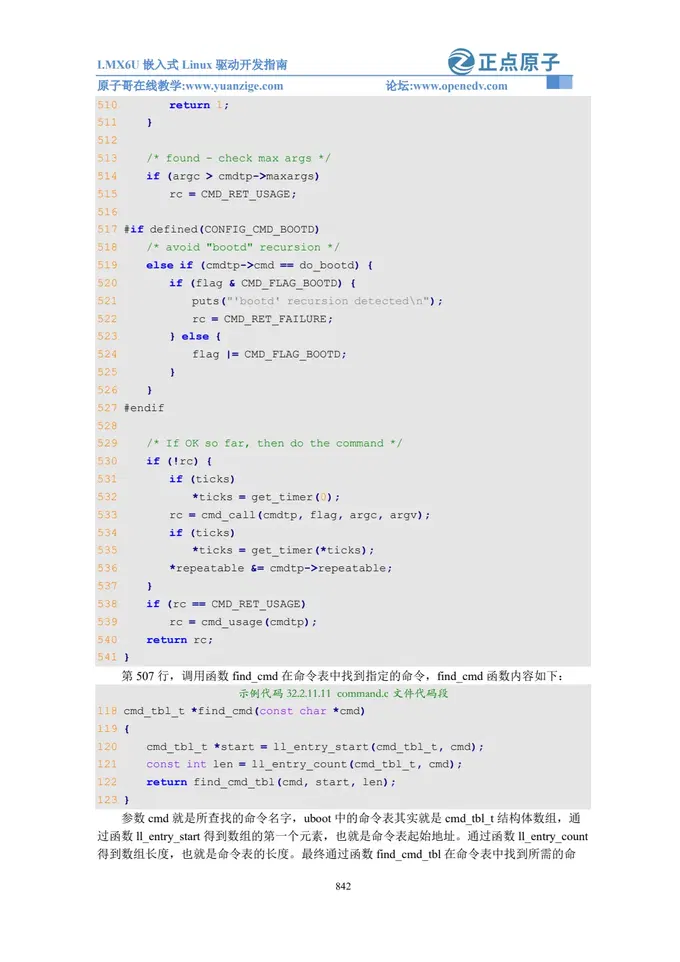 I.MX6U 嵌入式 Linux 驱动开发指南
正点原子
原子哥在线教学:www.yuanzige.com 论坛:www.openedv.com
510 return 1;
511 }
512
513 /* found - check max args */
514 if (argc > cmdtp->maxargs)
515 rc = CMD_RET_USAGE;
516
517 #if defined(CONFIG_CMD_BOOTD)
518 /* avoid "bootd" recursion */
519 else if (cmdtp->cmd == do_bootd) {
520 if (flag & CMD_FLAG_BOOTD) {
521 puts("'bootd' recursion detected\n");
522 rc = CMD_RET_FAILURE;
523 } else {
524 flag |= CMD_FLAG_BOOTD;
525 }
526 }
527 #endif
528
529 /* If OK so far, then do the command */
530 if (!rc) {
531 if (ticks)
532 *ticks = get_timer(0);
533 rc = cmd_call(cmdtp, flag, argc, argv);
534 if (ticks)
535 *ticks = get_timer(*ticks);
536 *repeatable &= cmdtp->repeatable;
537 }
538 if (rc == CMD_RET_USAGE)
539 rc = cmd_usage(cmdtp);
540 return rc;
541 }
第 507 行，调用函数 find_cmd 在命令表中找到指定的命令，find_cmd 函数内容如下：
示例代码 32.2.11.11 command.c 文件代码段
118 cmd_tbl_t *find_cmd(const char *cmd)
119 {
120 cmd_tbl_t *start = ll_entry_start(cmd_tbl_t, cmd);
121 const int len = ll_entry_count(cmd_tbl_t, cmd);
122 return find_cmd_tbl(cmd, start, len);
123 }
参数 cmd 就是所查找的命令名字，uboot 中的命令表其实就是 cmd_tbl_t 结构体数组，通
过函数 ll_entry_start 得到数组的第一个元素，也就是命令表起始地址。通过函数 ll_entry_count
得到数组长度，也就是命令表的长度。最终通过函数 find_cmd_tbl 在命令表中找到所需的命
842